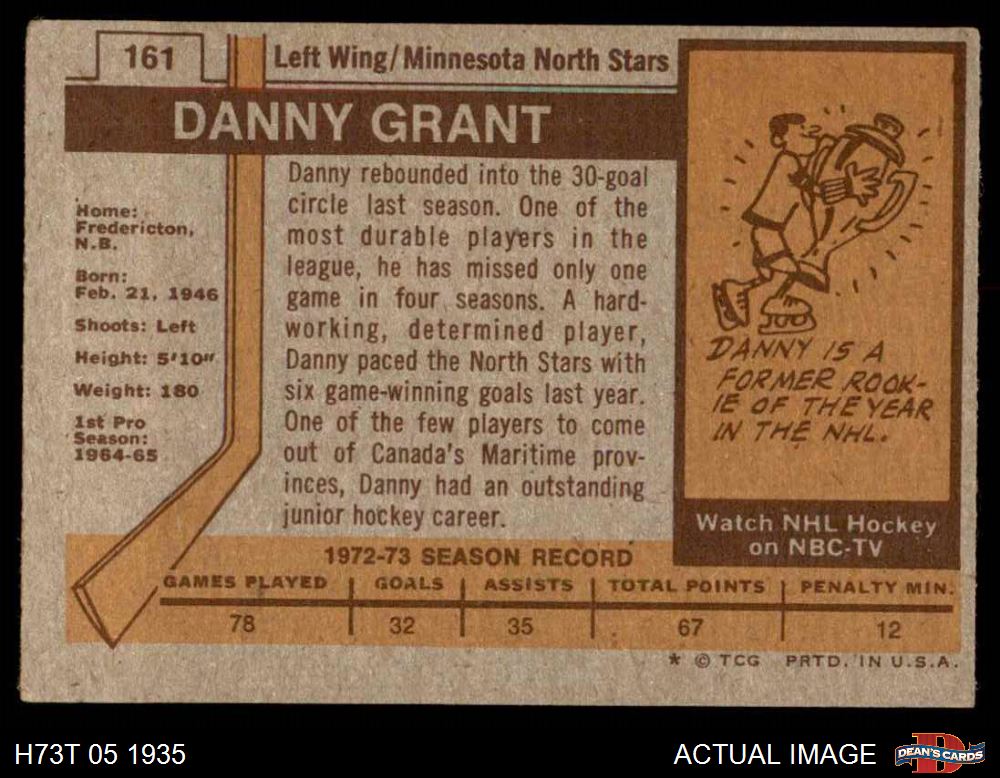 161
Left Wing/Minnesota North Stars
DANNY GRANT
Home:
Fredericton,
N.B.
Born:
Feb. 21, 1946
Shoots: Left
Height: 5'10"
Weight: 180
1st Pro
Season:
1964-65
Danny rebounded into the 30-goal
circle last season. One of the
most durable players in the
league, he has missed only one
game in four seasons. A hard-
working, determined player,
Danny paced the North Stars with
six game-winning goals last year.
One of the few players to come
out of Canada's Maritime prov-
inces, Danny had an outstanding
junior hockey career.
DANNY IS A
FORMER ROOK-
IE OF THE YEAR
IN THE NHL.
Watch NHL Hockey
on NBC-TV
1972-73 SEASON RECORD
GAMES PLAYED GOALS ASSISTS TOTAL POINTS PENALTY MIN.
78 32 35 67 12
* © TCG PRTD. IN U.S.A.
H73T 05 1935
ACTUAL IMAGE
DEAN'S CARDS